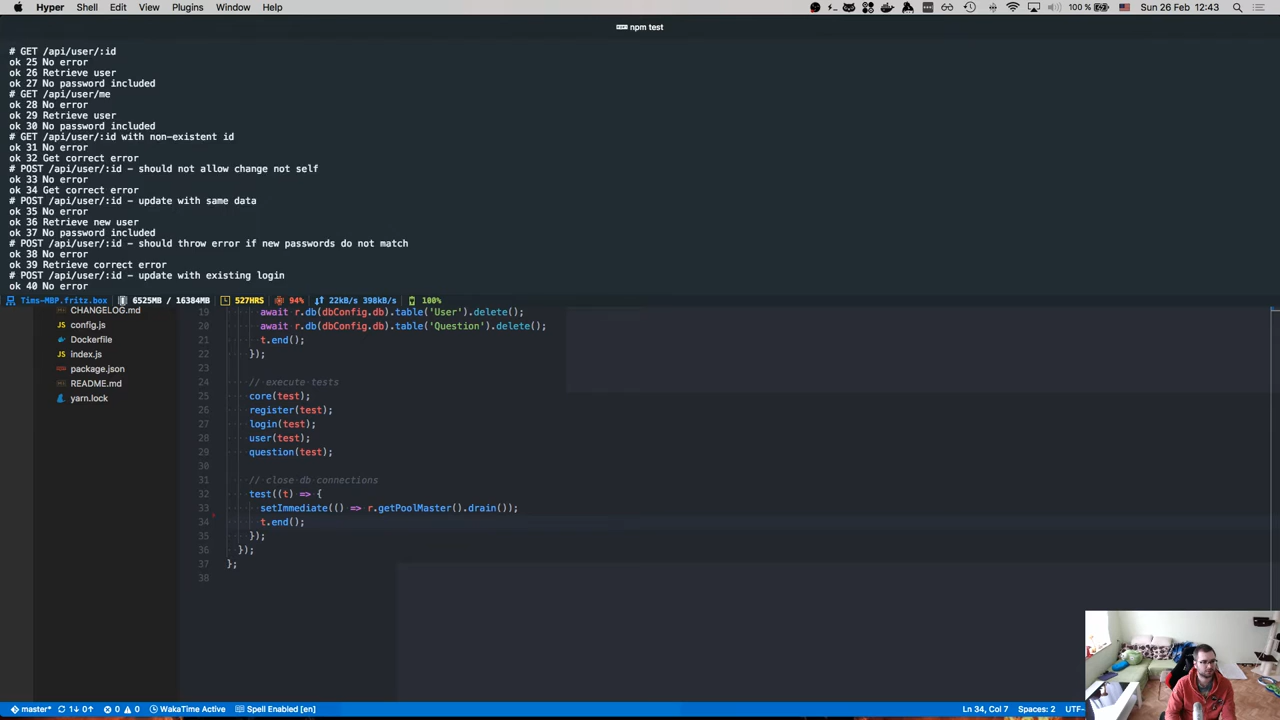 Hyper Shell Edit View Plugins Window Help 100 % Sun 26 Feb 12:43
npm test
# GET /api/user/:id
ok 25 No error
ok 26 Retrieve user
ok 27 No password included
# GET /api/user/me
ok 28 No error
ok 29 Retrieve user
ok 30 No password included
# GET /api/user/:id with non-existent id
ok 31 No error
ok 32 Get correct error
# POST /api/user/:id - should not allow change not self
ok 33 No error
ok 34 Get correct error
# POST /api/user/:id - update with same data
ok 35 No error
ok 36 Retrieve new user
ok 37 No password included
# POST /api/user/:id - should throw error if new passwords do not match
ok 38 No error
ok 39 Retrieve correct error
# POST /api/user/:id - update with existing login
ok 40 No error
Tims-MBP.fritz.box 6525MB / 16384MB 527HRS 94% 22kB/s 398kB/s 100%
CHANGELOG.md
config.js
Dockerfile
index.js
package.json
README.md
yarn.lock
19 await r.db(dbConfig.db).table('User').delete();
20 await r.db(dbConfig.db).table('Question').delete();
21 t.end();
22 });
23
24 // execute tests
25 core(test);
26 register(test);
27 login(test);
28 user(test);
29 question(test);
30
31 // close db connections
32 test((t) => {
33 setImmediate(() => r.getPoolMaster().drain());
34 t.end();
35 });
36 });
37 };
38
master* 1↓ 0↑ 0 0 WakaTime Active Spell Enabled [en] Ln 34, Col 7 Spaces: 2 UTF-